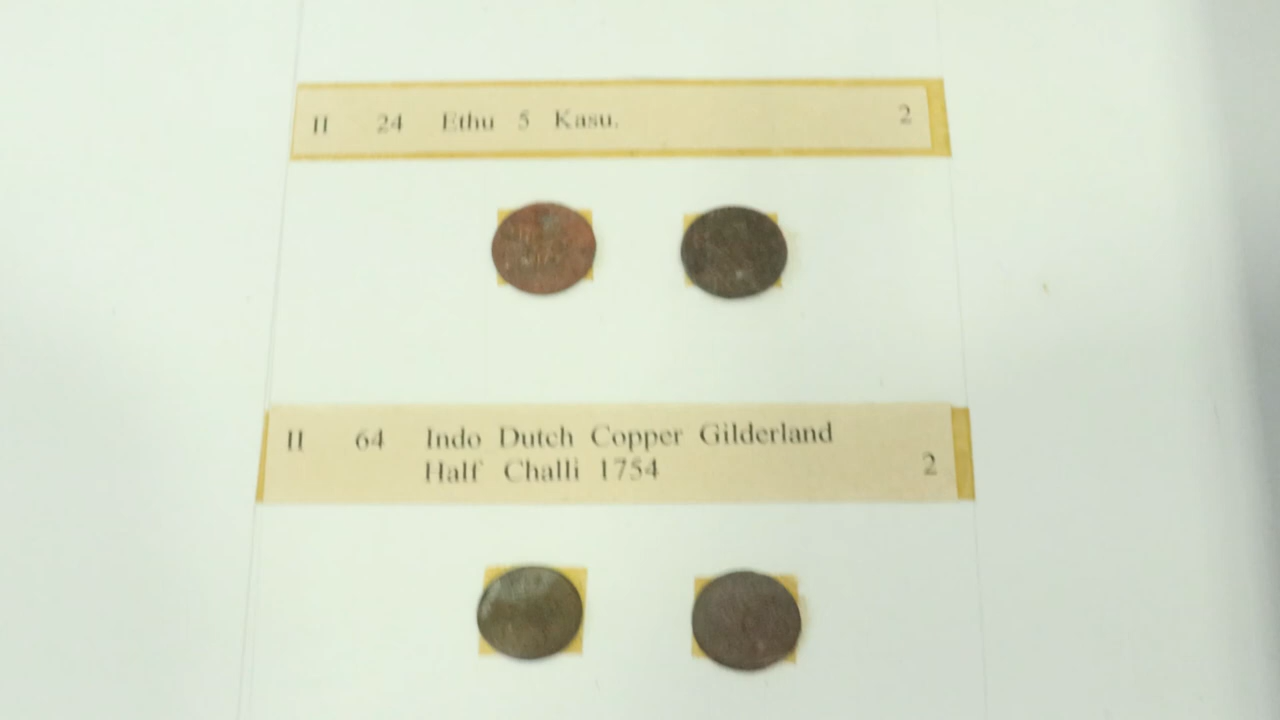 II 24 Ethu 5 Kasu. 2
II 64 Indo Dutch Copper Gilderland
Half Challi 1754 2